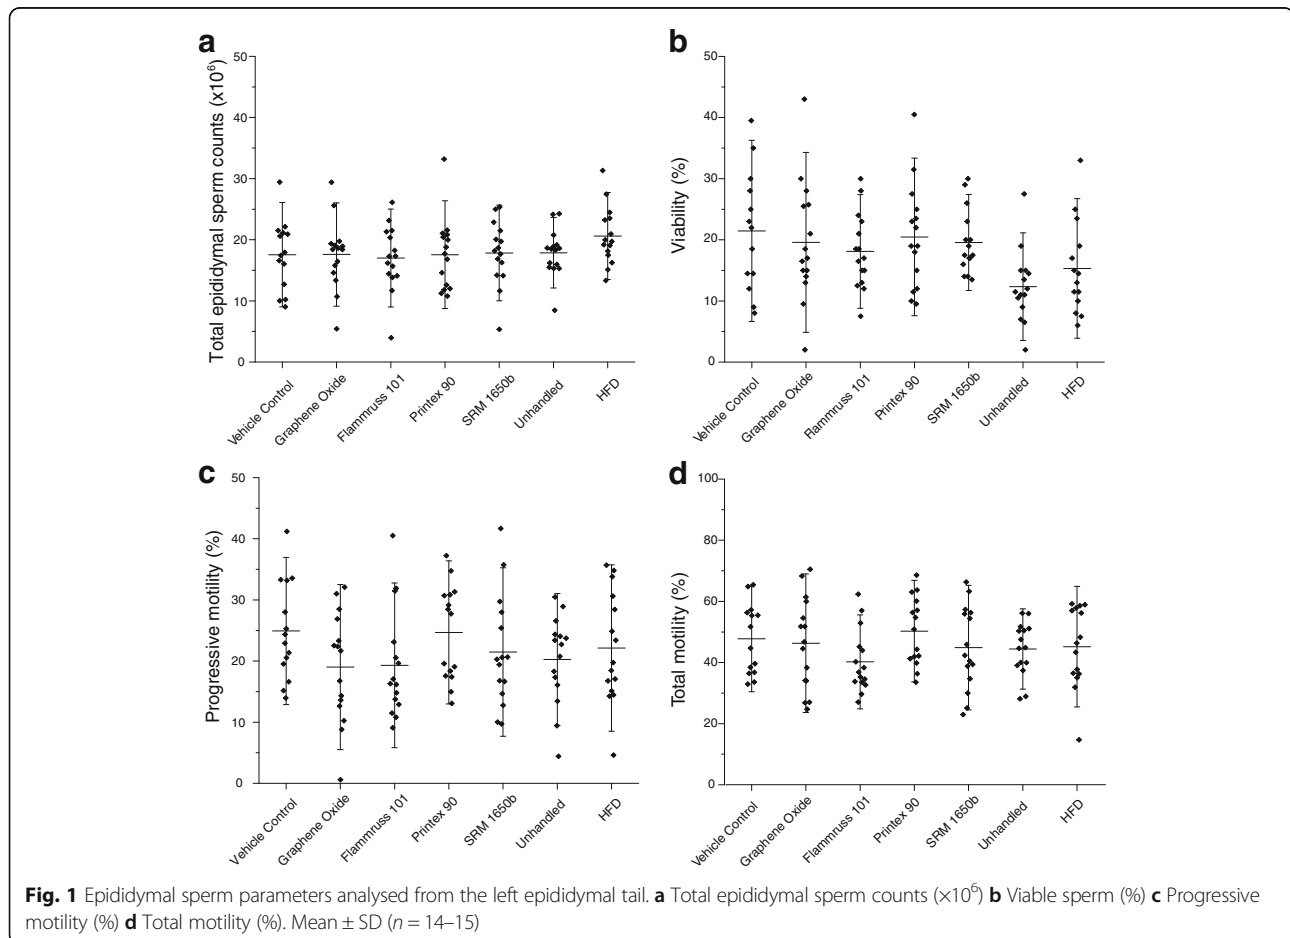 a
Total epididymal sperm counts (x10⁶)
50
40
30
20
10
0
Vehicle Control
Graphene Oxide
Flammruss 101
Printex 90
SRM 1650b
Unhandled
HFD
b
Viability (%)
50
40
30
20
10
0
Vehicle Control
Graphene Oxide
Rammruss 101
Printex 90
SRM 1650b
Unhandled
HFD
c
Progressive motility (%)
50
40
30
20
10
0
Vehicle Control
Graphene Oxide
Flammruss 101
Printex 90
SRM 1650b
Unhandled
HFD
d
Total motility (%)
100
80
60
40
20
0
Vehicle Control
Graphene Oxide
Flammruss 101
Printex 90
SRM 1650b
Unhandled
HFD
Fig. 1 Epididymal sperm parameters analysed from the left epididymal tail. a Total epididymal sperm counts (×10⁶) b Viable sperm (%) c Progressive
motility (%) d Total motility (%). Mean ± SD (n = 14–15)